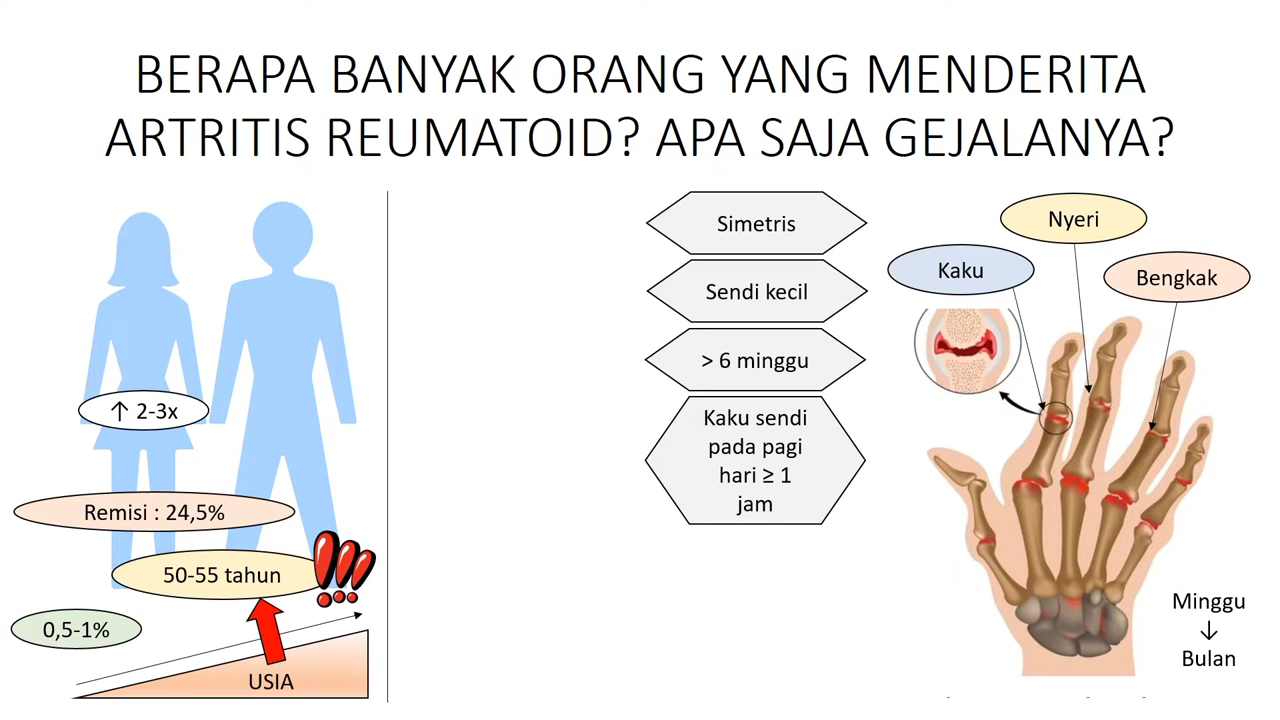 BERAPA BANYAK ORANG YANG MENDERITA
ARTRITIS REUMATOID? APA SAJA GEJALANYA?
↑ 2-3x
Remisi : 24,5%
50-55 tahun
0,5-1%
USIA
Simetris
Sendi kecil
> 6 minggu
Kaku sendi
pada pagi
hari ≥ 1
jam
Nyeri
Kaku
Bengkak
Minggu
↓
Bulan